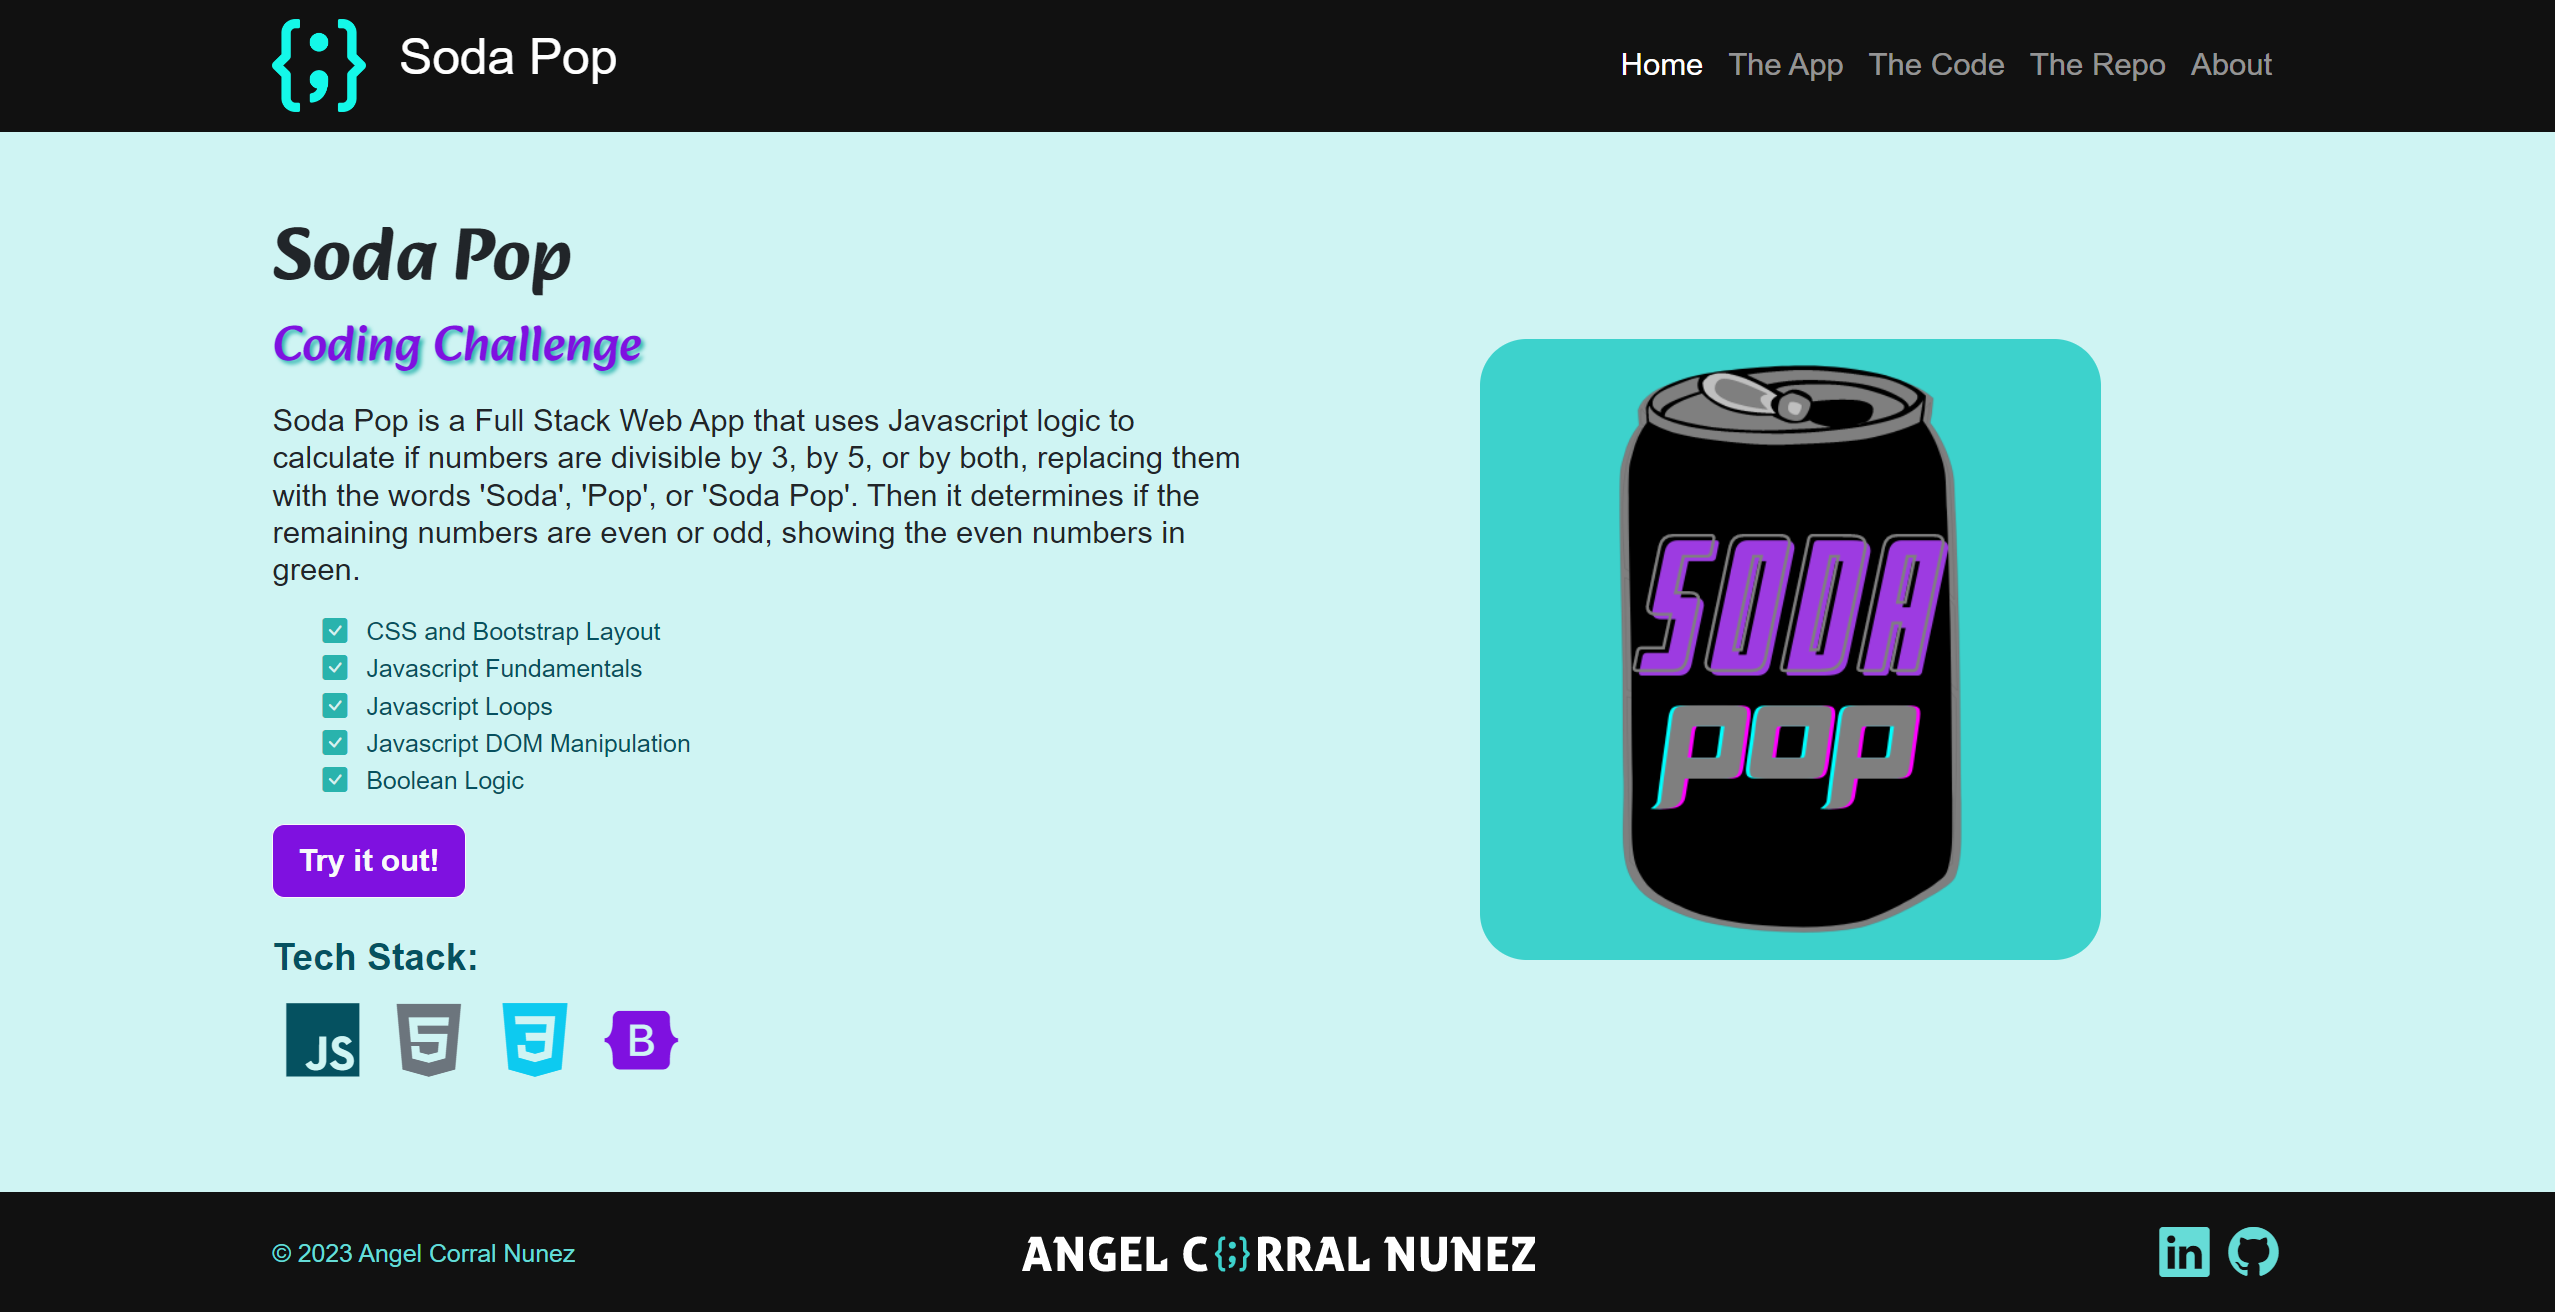 {;} Soda Pop
Home The App The Code The Repo About
Soda Pop
Coding Challenge
Soda Pop is a Full Stack Web App that uses Javascript logic to
calculate if numbers are divisible by 3, by 5, or by both, replacing them
with the words 'Soda', 'Pop', or 'Soda Pop'. Then it determines if the
remaining numbers are even or odd, showing the even numbers in
green.
CSS and Bootstrap Layout
Javascript Fundamentals
Javascript Loops
Javascript DOM Manipulation
Boolean Logic
Try it out!
Tech Stack:
JS 5 3 B
SODA
POP
© 2023 Angel Corral Nunez
ANGEL C{;}RRAL NUNEZ
in